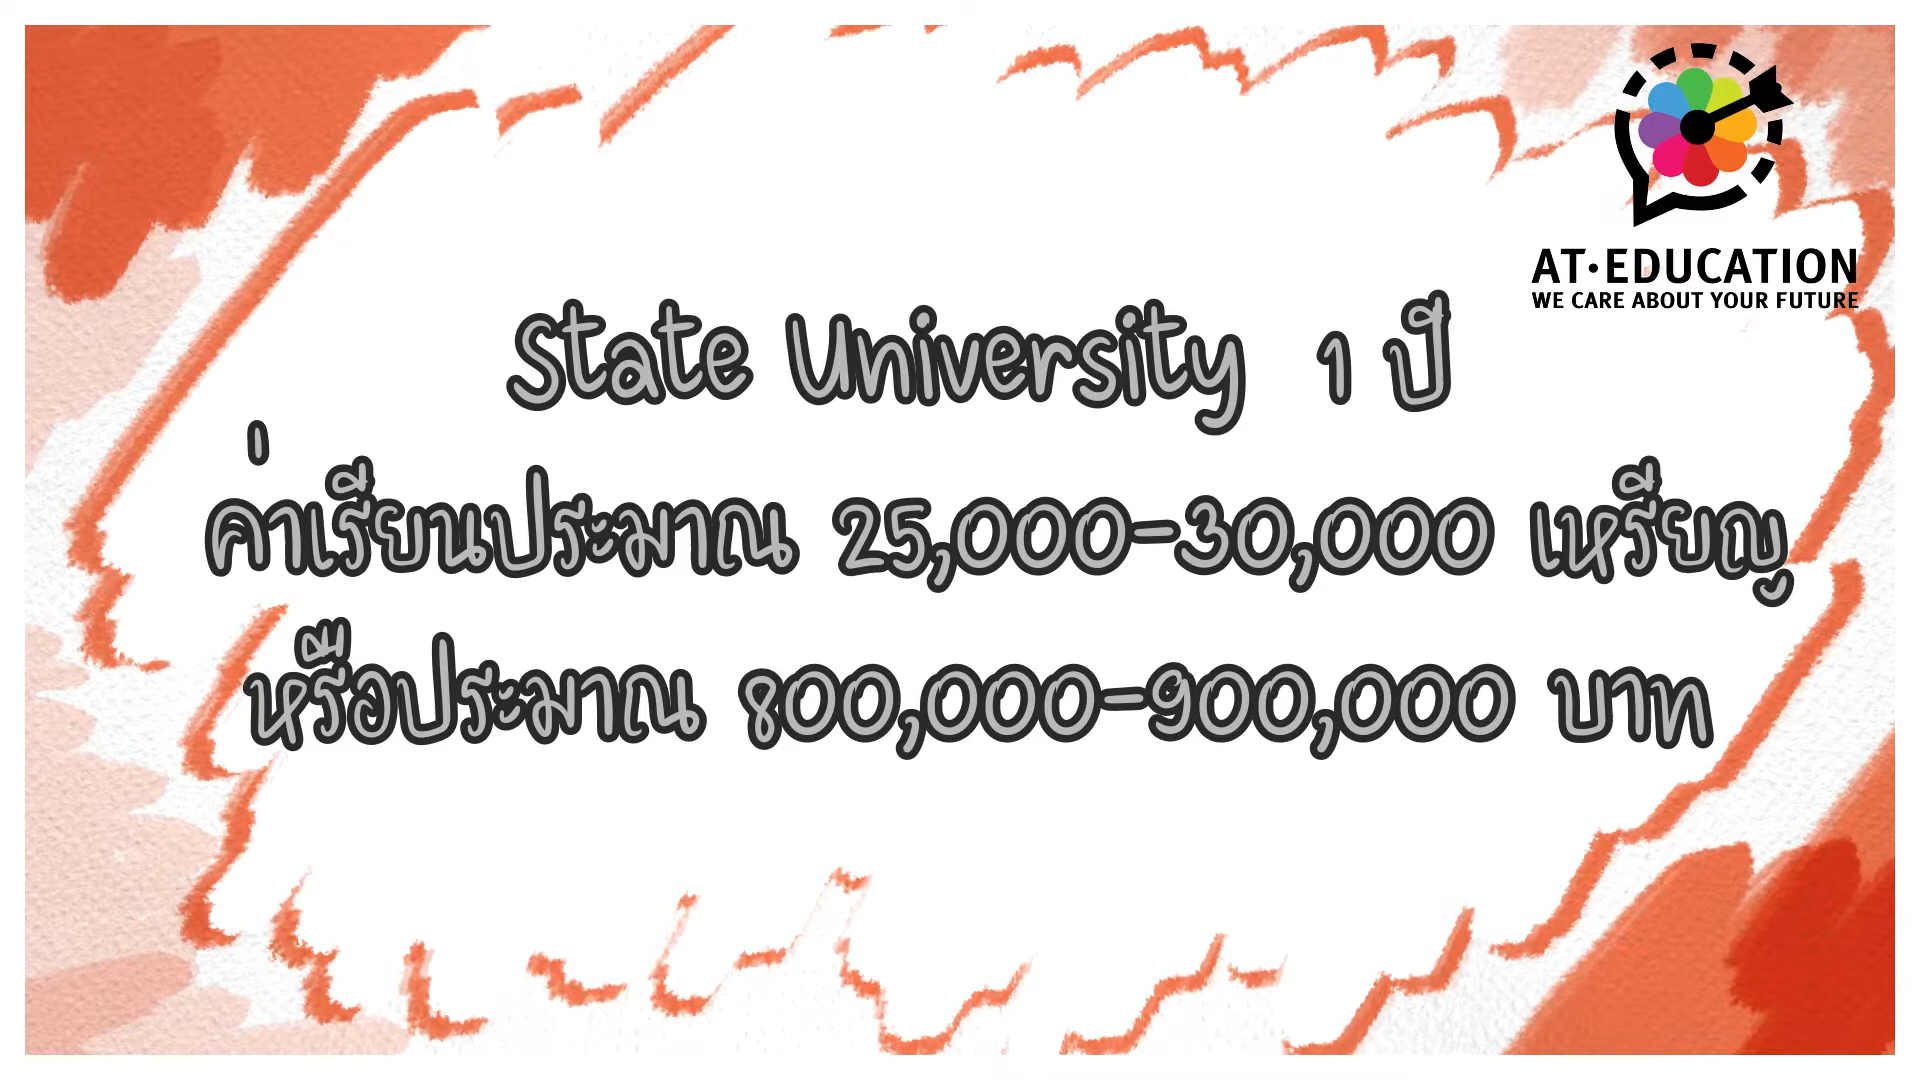 AT•EDUCATION
WE CARE ABOUT YOUR FUTURE
State University 1 ปี
ค่าเรียนประมาณ 25,000-30,000 เหรียญ
หรือประมาณ 800,000-900,000 บาท